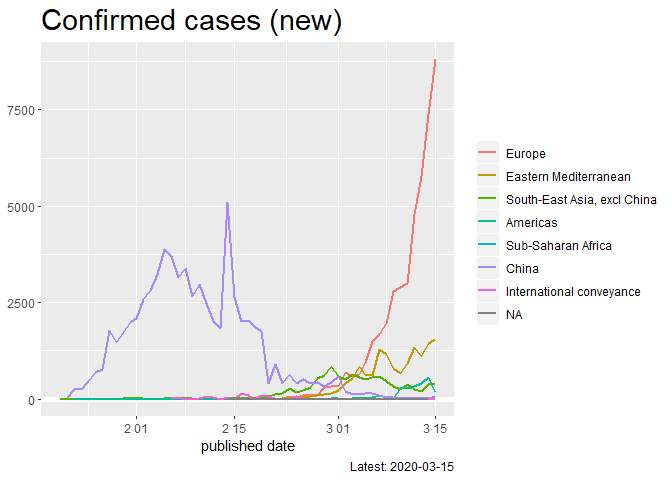 Confirmed cases (new)
7500
5000
2500
0
2 01
2 15
3 01
3 15
published date
Europe
Eastern Mediterranean
South-East Asia, excl China
Americas
Sub-Saharan Africa
China
International conveyance
NA
Latest: 2020-03-15